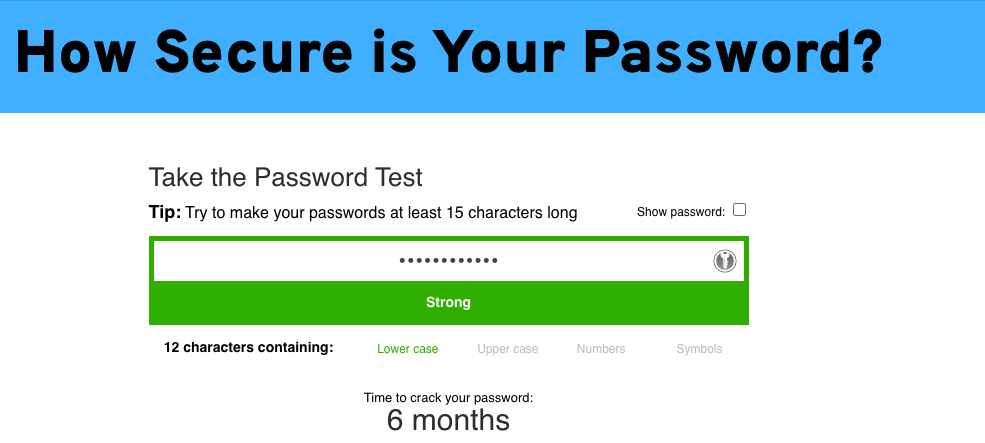 How Secure is Your Password?
Take the Password Test
Tip: Try to make your passwords at least 15 characters long
Show password:
••••••••••••
Strong
12 characters containing: Lower case Upper case Numbers Symbols
Time to crack your password:
6 months